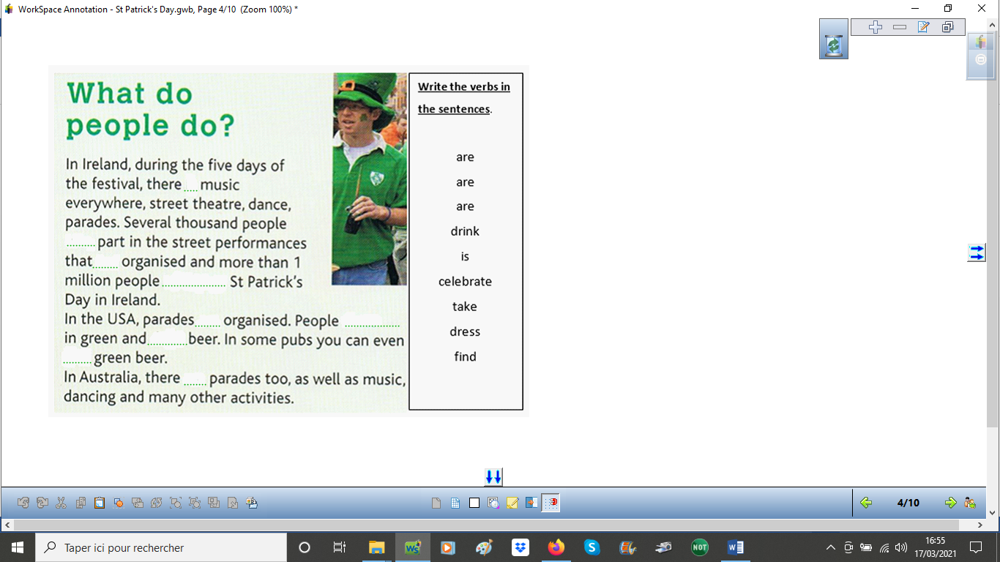 WorkSpace Annotation - St Patrick's Day.gwb, Page 4/10 (Zoom 100%) *
What do
people do?
In Ireland, during the five days of
the festival, there ..... music
everywhere, street theatre, dance,
parades. Several thousand people
.......... part in the street performances
that ......... organised and more than 1
million people ...................... St Patrick's
Day in Ireland.
In the USA, parades ......... organised. People ...................
in green and .............. beer. In some pubs you can even
.......... green beer.
In Australia, there ........ parades too, as well as music,
dancing and many other activities.
Write the verbs in
the sentences.
are
are
are
drink
is
celebrate
take
dress
find
4/10
Taper ici pour rechercher
WS
S
NOT
W
16:55
17/03/2021